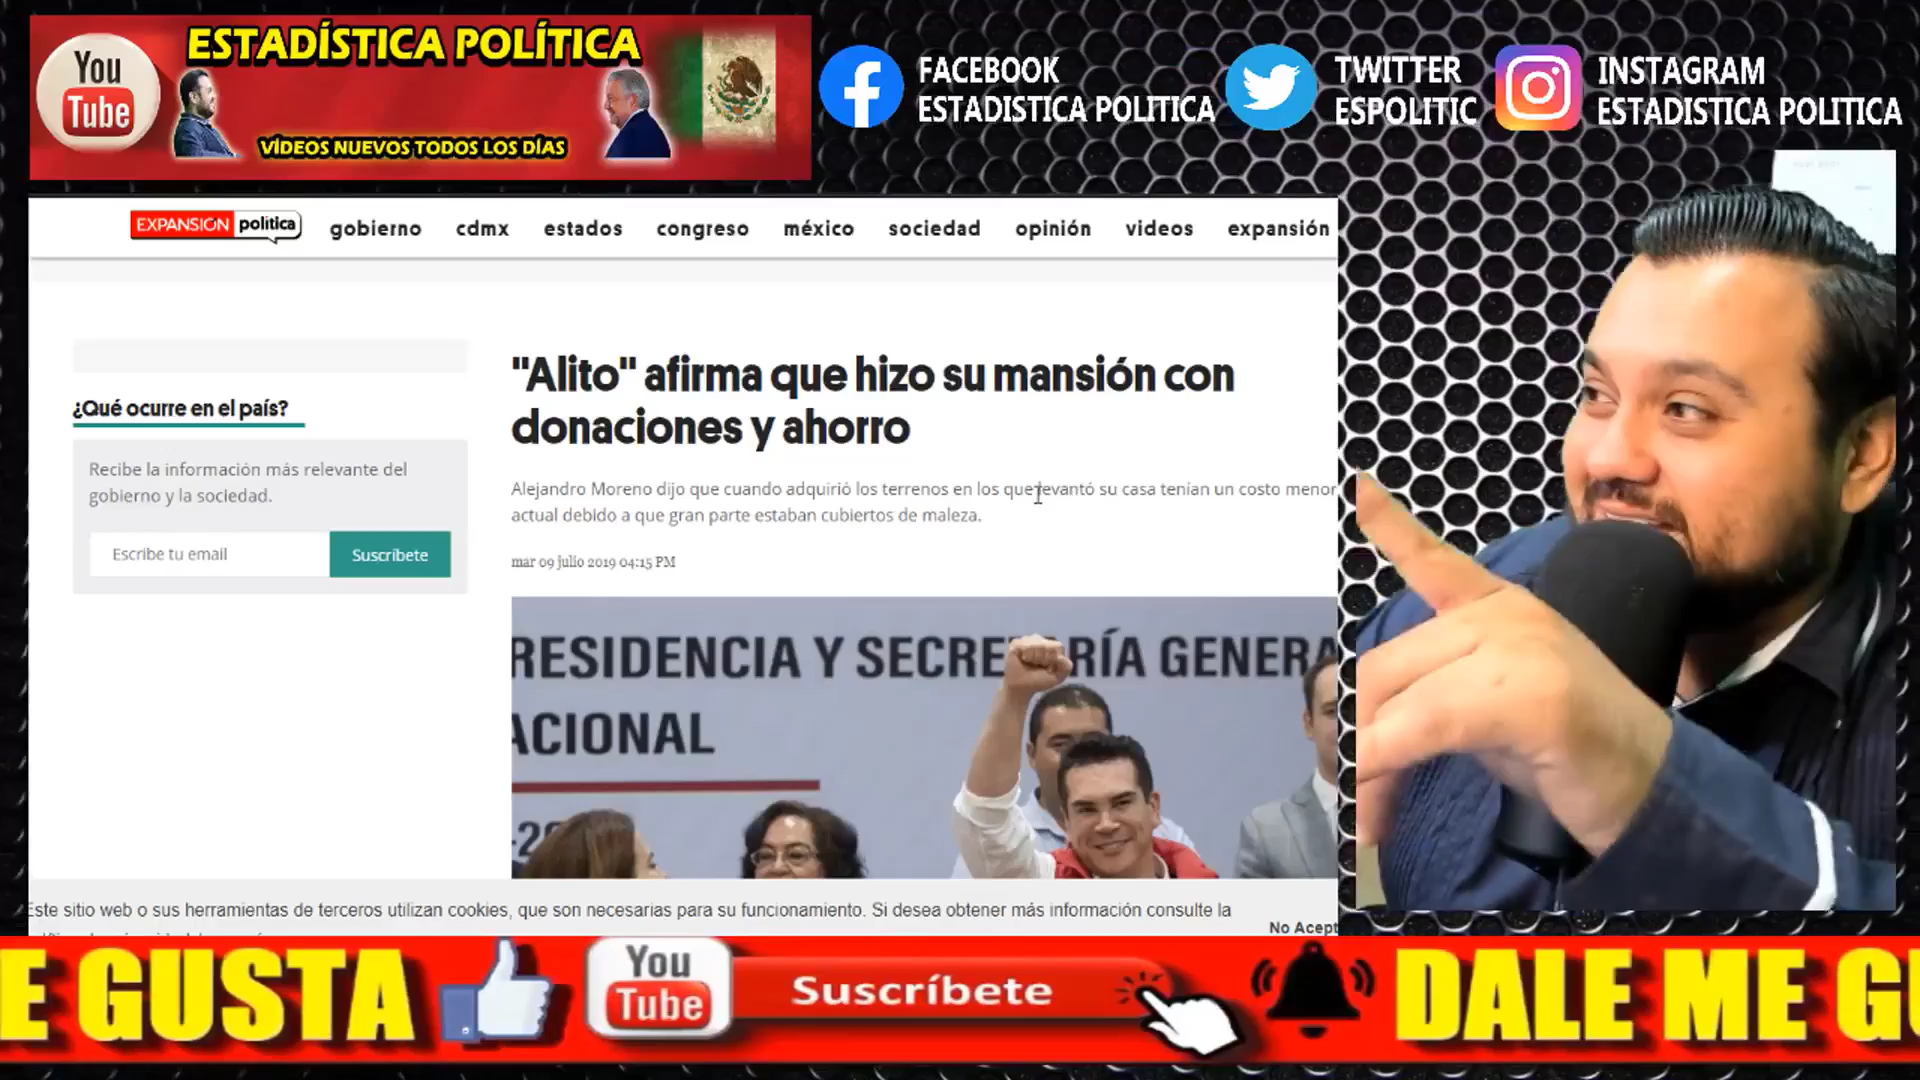 You
Tube
ESTADÍSTICA POLÍTICA
VÍDEOS NUEVOS TODOS LOS DÍAS
FACEBOOK
ESTADISTICA POLITICA
TWITTER
ESPOLITIC
INSTAGRAM
ESTADISTICA POLITICA
EXPANSIÓN política
gobierno cdmx estados congreso méxico sociedad opinión videos expansión
¿Qué ocurre en el país?
Recibe la información más relevante del
gobierno y la sociedad.
Escribe tu email
Suscríbete
"Alito" afirma que hizo su mansión con
donaciones y ahorro
Alejandro Moreno dijo que cuando adquirió los terrenos en los que levantó su casa tenían un costo menor
actual debido a que gran parte estaban cubiertos de maleza.
mar 09 julio 2019 04:15 PM
RESIDENCIA Y SECRE RÍA GENERA
ACIONAL
Este sitio web o sus herramientas de terceros utilizan cookies, que son necesarias para su funcionamiento. Si desea obtener más información consulte la
No Acept
E GUSTA
You
Tube
Suscríbete
DALE ME GU